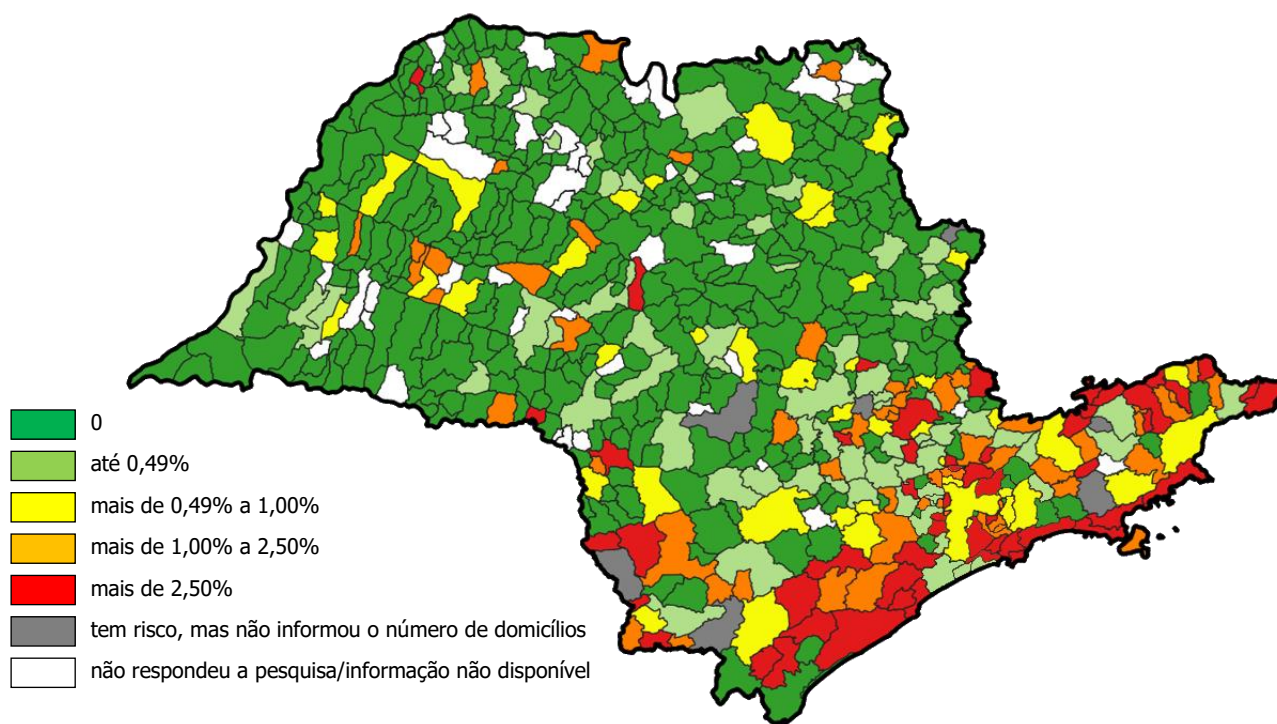 0
até 0,49%
mais de 0,49% a 1,00%
mais de 1,00% a 2,50%
mais de 2,50%
tem risco, mas não informou o número de domicílios
não respondeu a pesquisa/informação não disponível